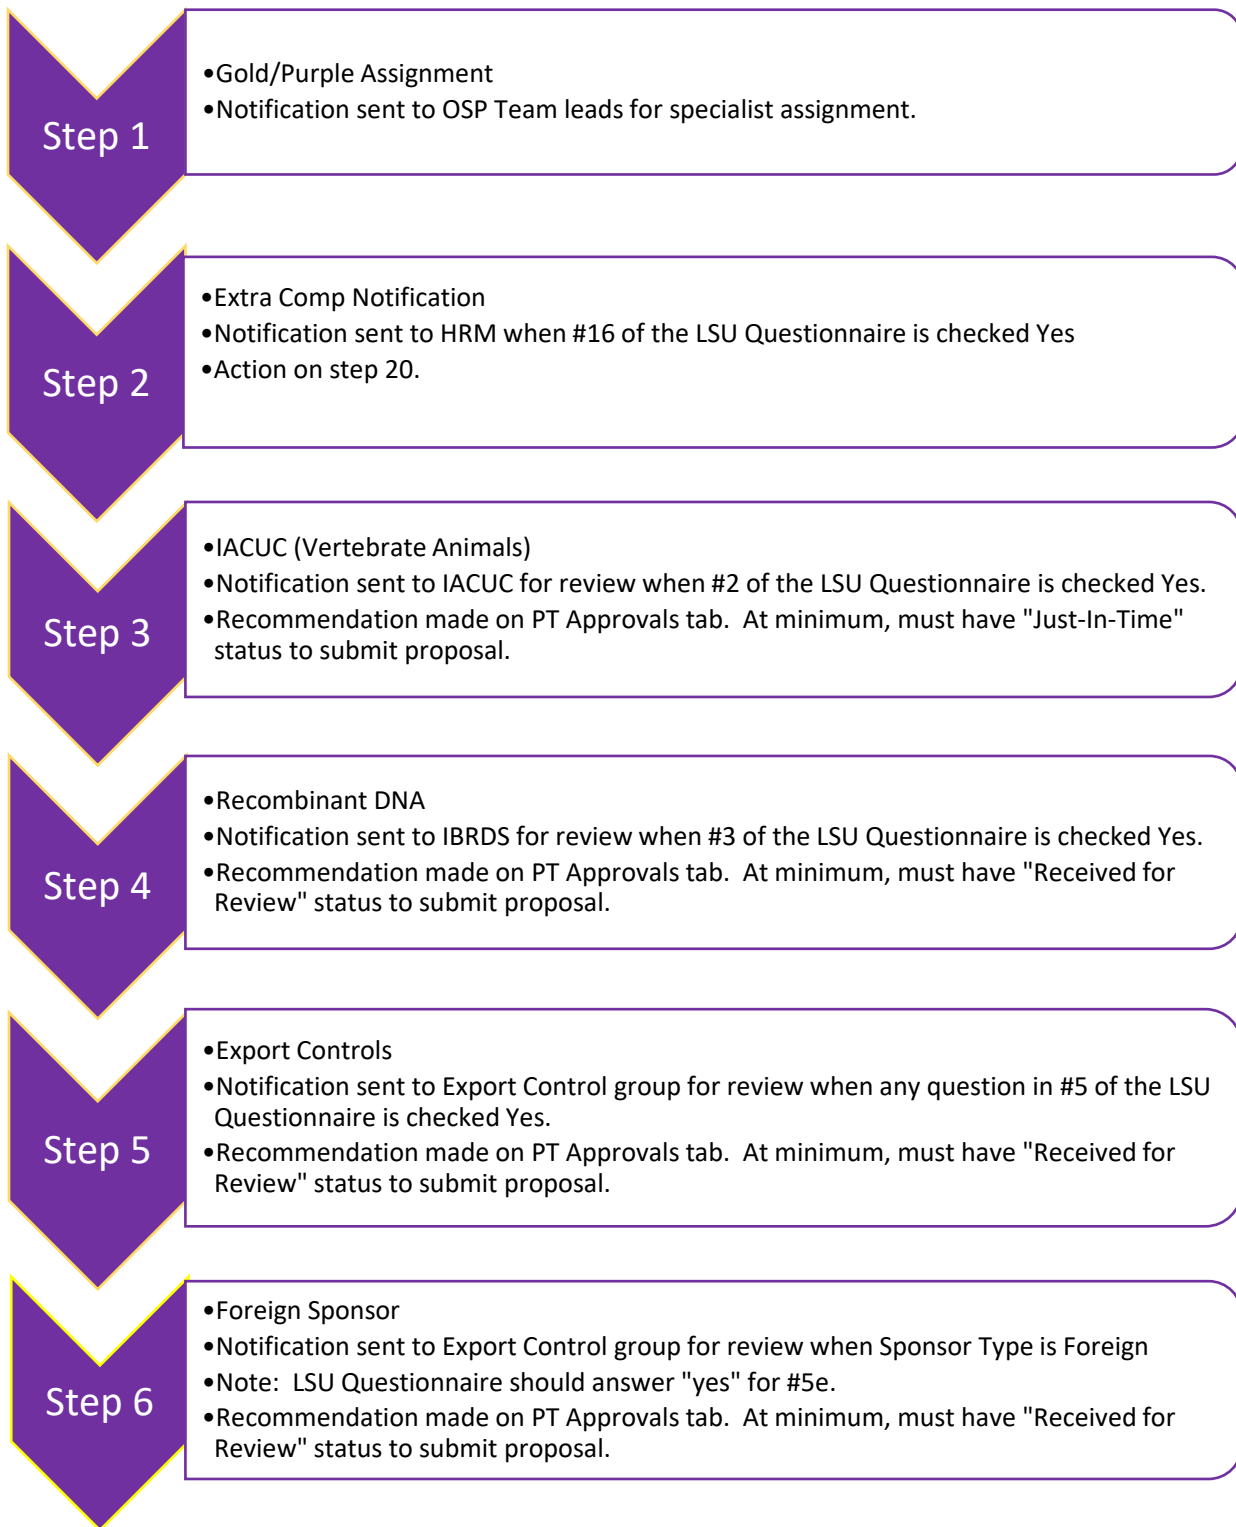 Step 1
•Gold/Purple Assignment
•Notification sent to OSP Team leads for specialist assignment.
Step 2
•Extra Comp Notification
•Notification sent to HRM when #16 of the LSU Questionnaire is checked Yes
•Action on step 20.
Step 3
•IACUC (Vertebrate Animals)
•Notification sent to IACUC for review when #2 of the LSU Questionnaire is checked Yes.
•Recommendation made on PT Approvals tab.  At minimum, must have "Just-In-Time"
status to submit proposal.
Step 4
•Recombinant DNA
•Notification sent to IBRDS for review when #3 of the LSU Questionnaire is checked Yes.
•Recommendation made on PT Approvals tab.  At minimum, must have "Received for
Review" status to submit proposal.
Step 5
•Export Controls
•Notification sent to Export Control group for review when any question in #5 of the LSU
Questionnaire is checked Yes.
•Recommendation made on PT Approvals tab.  At minimum, must have "Received for
Review" status to submit proposal.
Step 6
•Foreign Sponsor
•Notification sent to Export Control group for review when Sponsor Type is Foreign
•Note:  LSU Questionnaire should answer "yes" for #5e.
•Recommendation made on PT Approvals tab.  At minimum, must have "Received for
Review" status to submit proposal.